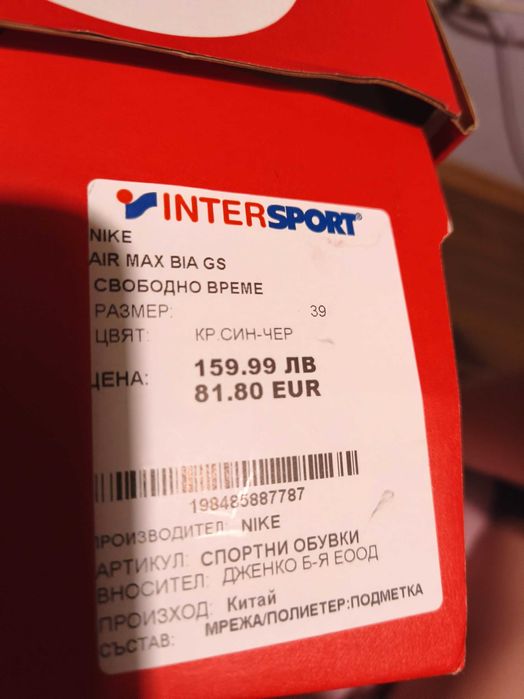 INTERSPORT®
NIKE
AIR MAX BIA GS
СВОБОДНО ВРЕМЕ
РАЗМЕР: 39
ЦВЯТ: КР.СИН-ЧЕР
ЦЕНА: 159.99 ЛВ
81.80 EUR
198485887787
ПРОИЗВОДИТЕЛ: NIKE
АРТИКУЛ: СПОРТНИ ОБУВКИ
ВНОСИТЕЛ: ДЖЕНКО Б-Я ЕООД
ПРОИЗХОД: Китай
СЪСТАВ: МРЕЖА/ПОЛИЕТЕР:ПОДМЕТКА